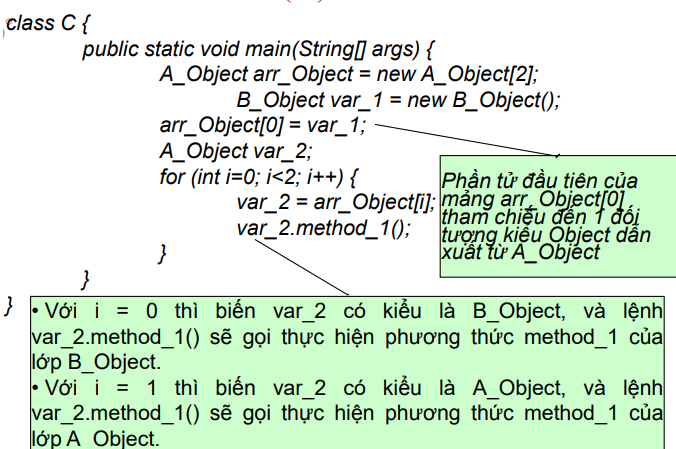 class C {
public static void main(String[] args) {
A_Object arr_Object = new A_Object[2];
B_Object var_1 = new B_Object();
arr_Object[0] = var_1;
A_Object var_2;
for (int i=0; i<2; i++) {
var_2 = arr_Object[i];
var_2.method_1();
}
}
}
Phần tử đầu tiên của
mảng arr_Object[0]
tham chiếu đến 1 đối
tượng kiểu Object dẫn
xuất từ A_Object
• Với i = 0 thì biến var_2 có kiểu là B_Object, và lệnh
var_2.method_1() sẽ gọi thực hiện phương thức method_1 của
lớp B_Object.
• Với i = 1 thì biến var_2 có kiểu là A_Object, và lệnh
var_2.method_1() sẽ gọi thực hiện phương thức method_1 của
lớp A_Object.